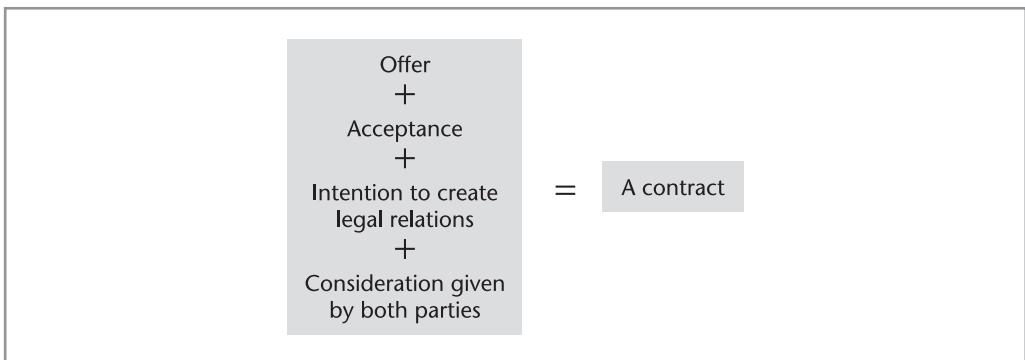 Offer
+
Acceptance
+
Intention to create
legal relations
+
Consideration given
by both parties
=
A contract